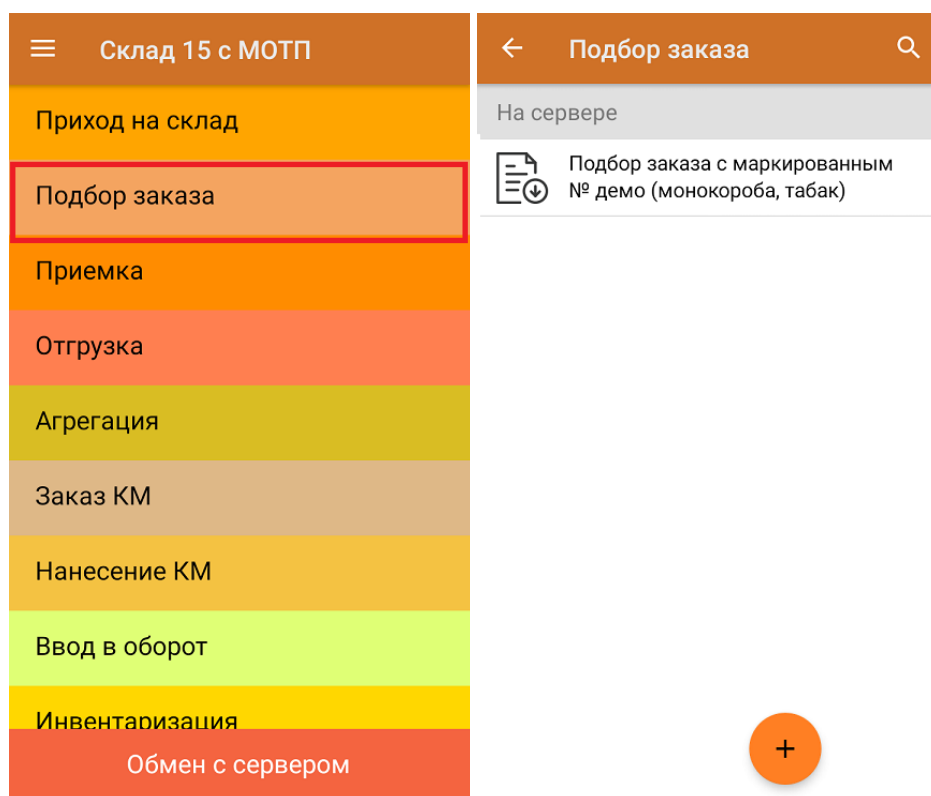 Склад 15 с МОТП
Приход на склад
Подбор заказа
Приемка
Отгрузка
Агрегация
Заказ КМ
Нанесение КМ
Ввод в оборот
Инвентаризация
Обмен с сервером
Подбор заказа
На сервере
Подбор заказа с маркированным
№ демо (монокороба, табак)
+